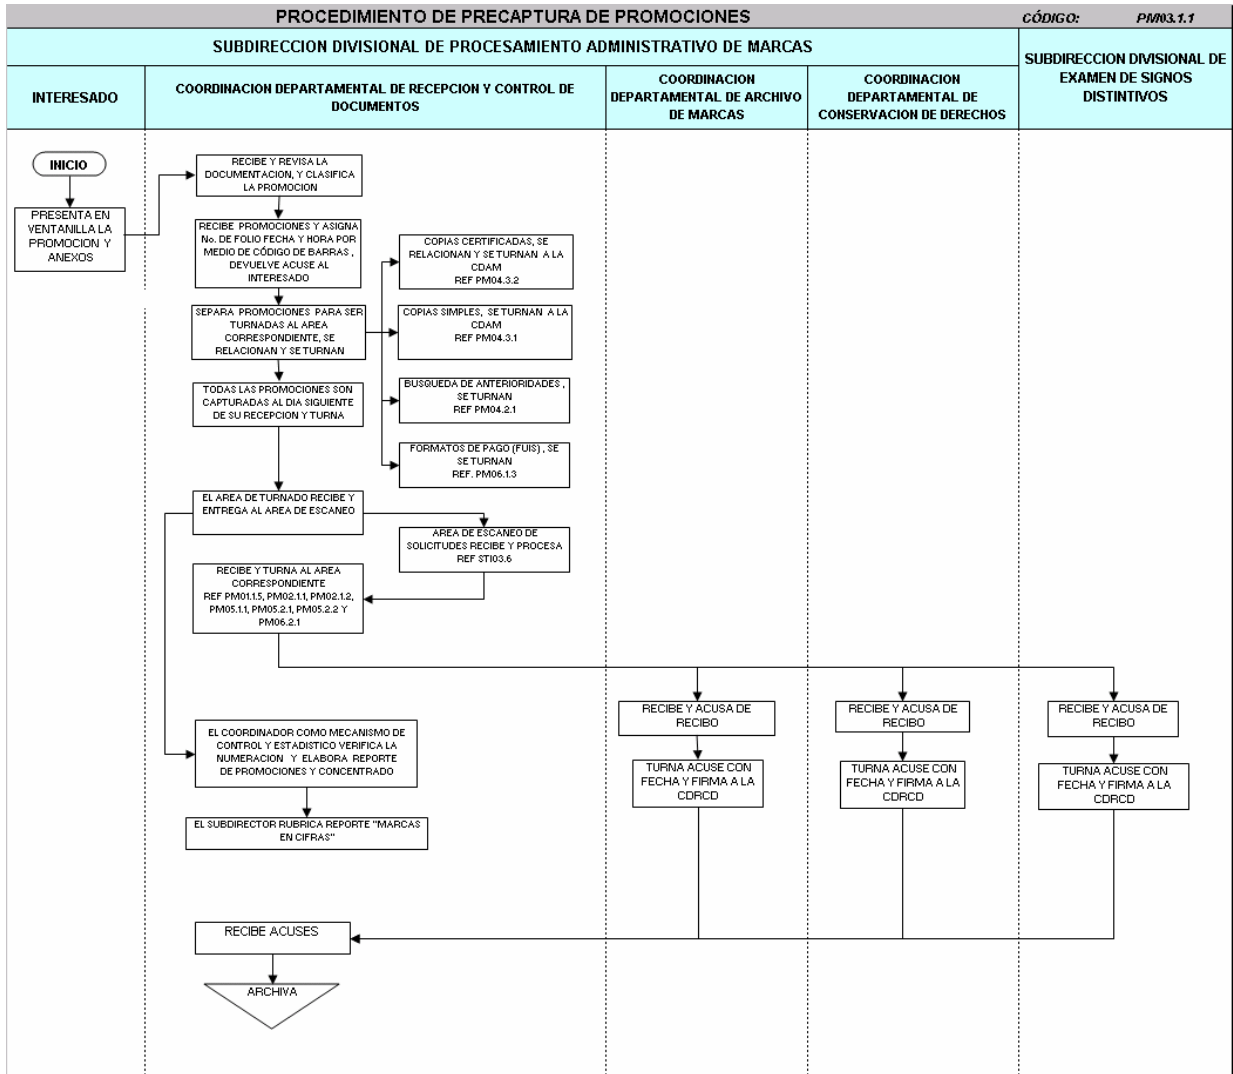 PROCEDIMIENTO DE PRECAPTURA DE PROMOCIONES
CÓDIGO: PM03.1.1
SUBDIRECCION DIVISIONAL DE PROCESAMIENTO ADMINISTRATIVO DE MARCAS
SUBDIRECCION DIVISIONAL DE
EXAMEN DE SIGNOS
DISTINTIVOS
INTERESADO
COORDINACION DEPARTAMENTAL DE RECEPCION Y CONTROL DE
DOCUMENTOS
COORDINACION
DEPARTAMENTAL DE ARCHIVO
DE MARCAS
COORDINACION
DEPARTAMENTAL DE
CONSERVACION DE DERECHOS
INICIO
PRESENTA EN
VENTANILLA LA
PROMOCION Y
ANEXOS
RECIBE Y REVISA LA
DOCUMENTACION, Y CLASIFICA
LA PROMOCION
RECIBE PROMOCIONES Y ASIGNA
No. DE FOLIO FECHA Y HORA POR
MEDIO DE CÓDIGO DE BARRAS ,
DEVUELVE ACUSE AL
INTERESADO
SEPARA PROMOCIONES PARA SER
TURNADAS AL AREA
CORRESPONDIENTE, SE
RELACIONAN Y SE TURNAN
COPIAS CERTIFICADAS, SE
RELACIONAN Y SE TURNAN A LA
CDAM
REF PM04.3.2
COPIAS SIMPLES, SE TURNAN A LA
CDAM
REF PM04.3.1
BUSQUEDA DE ANTERIORIDADES ,
SE TURNAN
REF PM04.2.1
FORMATOS DE PAGO (FUIS) , SE
SE TURNAN
REF. PM06.1.3
TODAS LAS PROMOCIONES SON
CAPTURADAS AL DIA SIGUIENTE
DE SU RECEPCION Y TURNA
EL AREA DE TURNADO RECIBE Y
ENTREGA AL AREA DE ESCANEO
AREA DE ESCANEO DE
SOLICITUDES RECIBE Y PROCESA
REF STI03.6
RECIBE Y TURNA AL AREA
CORRESPONDIENTE
REF PM01.1.5, PM02.1.1, PM02.1.2,
PM05.1.1, PM05.2.1, PM05.2.2 Y
PM06.2.1
RECIBE Y ACUSA DE
RECIBO
RECIBE Y ACUSA DE
RECIBO
RECIBE Y ACUSA DE
RECIBO
EL COORDINADOR COMO MECANISMO DE
CONTROL Y ESTADISTICO VERIFICA LA
NUMERACION Y ELABORA REPORTE
DE PROMOCIONES Y CONCENTRADO
TURNA ACUSE CON
FECHA Y FIRMA A LA
CDRCD
TURNA ACUSE CON
FECHA Y FIRMA A LA
CDRCD
TURNA ACUSE CON
FECHA Y FIRMA A LA
CDRCD
EL SUBDIRECTOR RUBRICA REPORTE "MARCAS
EN CIFRAS"
RECIBE ACUSES
ARCHIVA